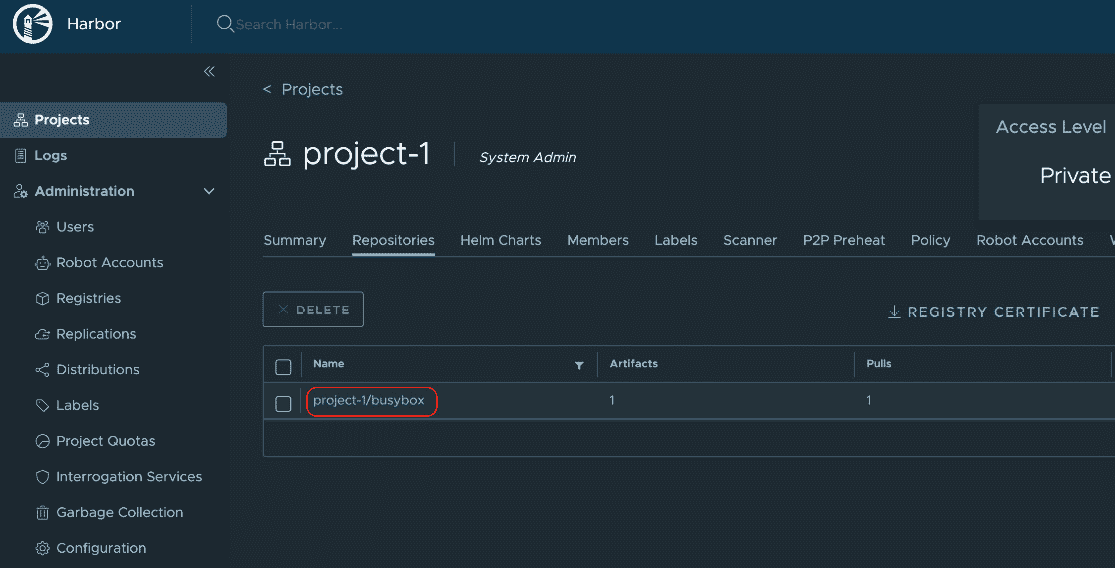 Harbor
Search Harbor...
Projects
Logs
Administration
Users
Robot Accounts
Registries
Replications
Distributions
Labels
Project Quotas
Interrogation Services
Garbage Collection
Configuration
< Projects
project-1 System Admin
Access Level
Private
Summary Repositories Helm Charts Members Labels Scanner P2P Preheat Policy Robot Accounts
DELETE
REGISTRY CERTIFICATE
Name Artifacts Pulls
project-1/busybox 1 1